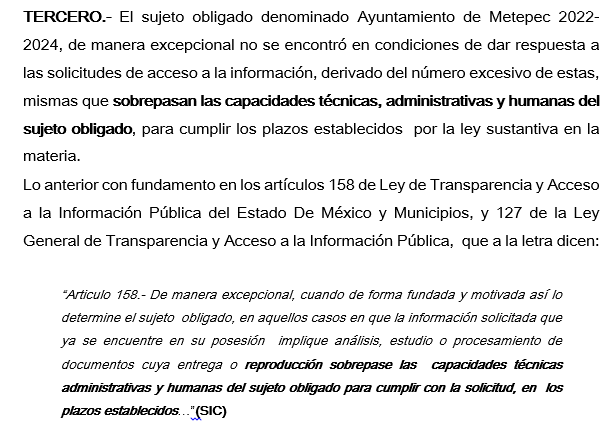 TERCERO.- El sujeto obligado denominado Ayuntamiento de Metepec 2022-
2024, de manera excepcional no se encontró en condiciones de dar respuesta a
las solicitudes de acceso a la información, derivado del número excesivo de estas,
mismas que sobrepasan las capacidades técnicas, administrativas y humanas del
sujeto obligado, para cumplir los plazos establecidos por la ley sustantiva en la
materia.
Lo anterior con fundamento en los artículos 158 de Ley de Transparencia y Acceso
a la Información Pública del Estado De México y Municipios, y 127 de la Ley
General de Transparencia y Acceso a la Información Pública, que a la letra dicen:
“Articulo 158.- De manera excepcional, cuando de forma fundada y motivada así lo
determine el sujeto obligado, en aquellos casos en que la información solicitada que
ya se encuentre en su posesión implique análisis, estudio o procesamiento de
documentos cuya entrega o reproducción sobrepase las capacidades técnicas
administrativas y humanas del sujeto obligado para cumplir con la solicitud, en los
plazos establecidos…”(SIC)